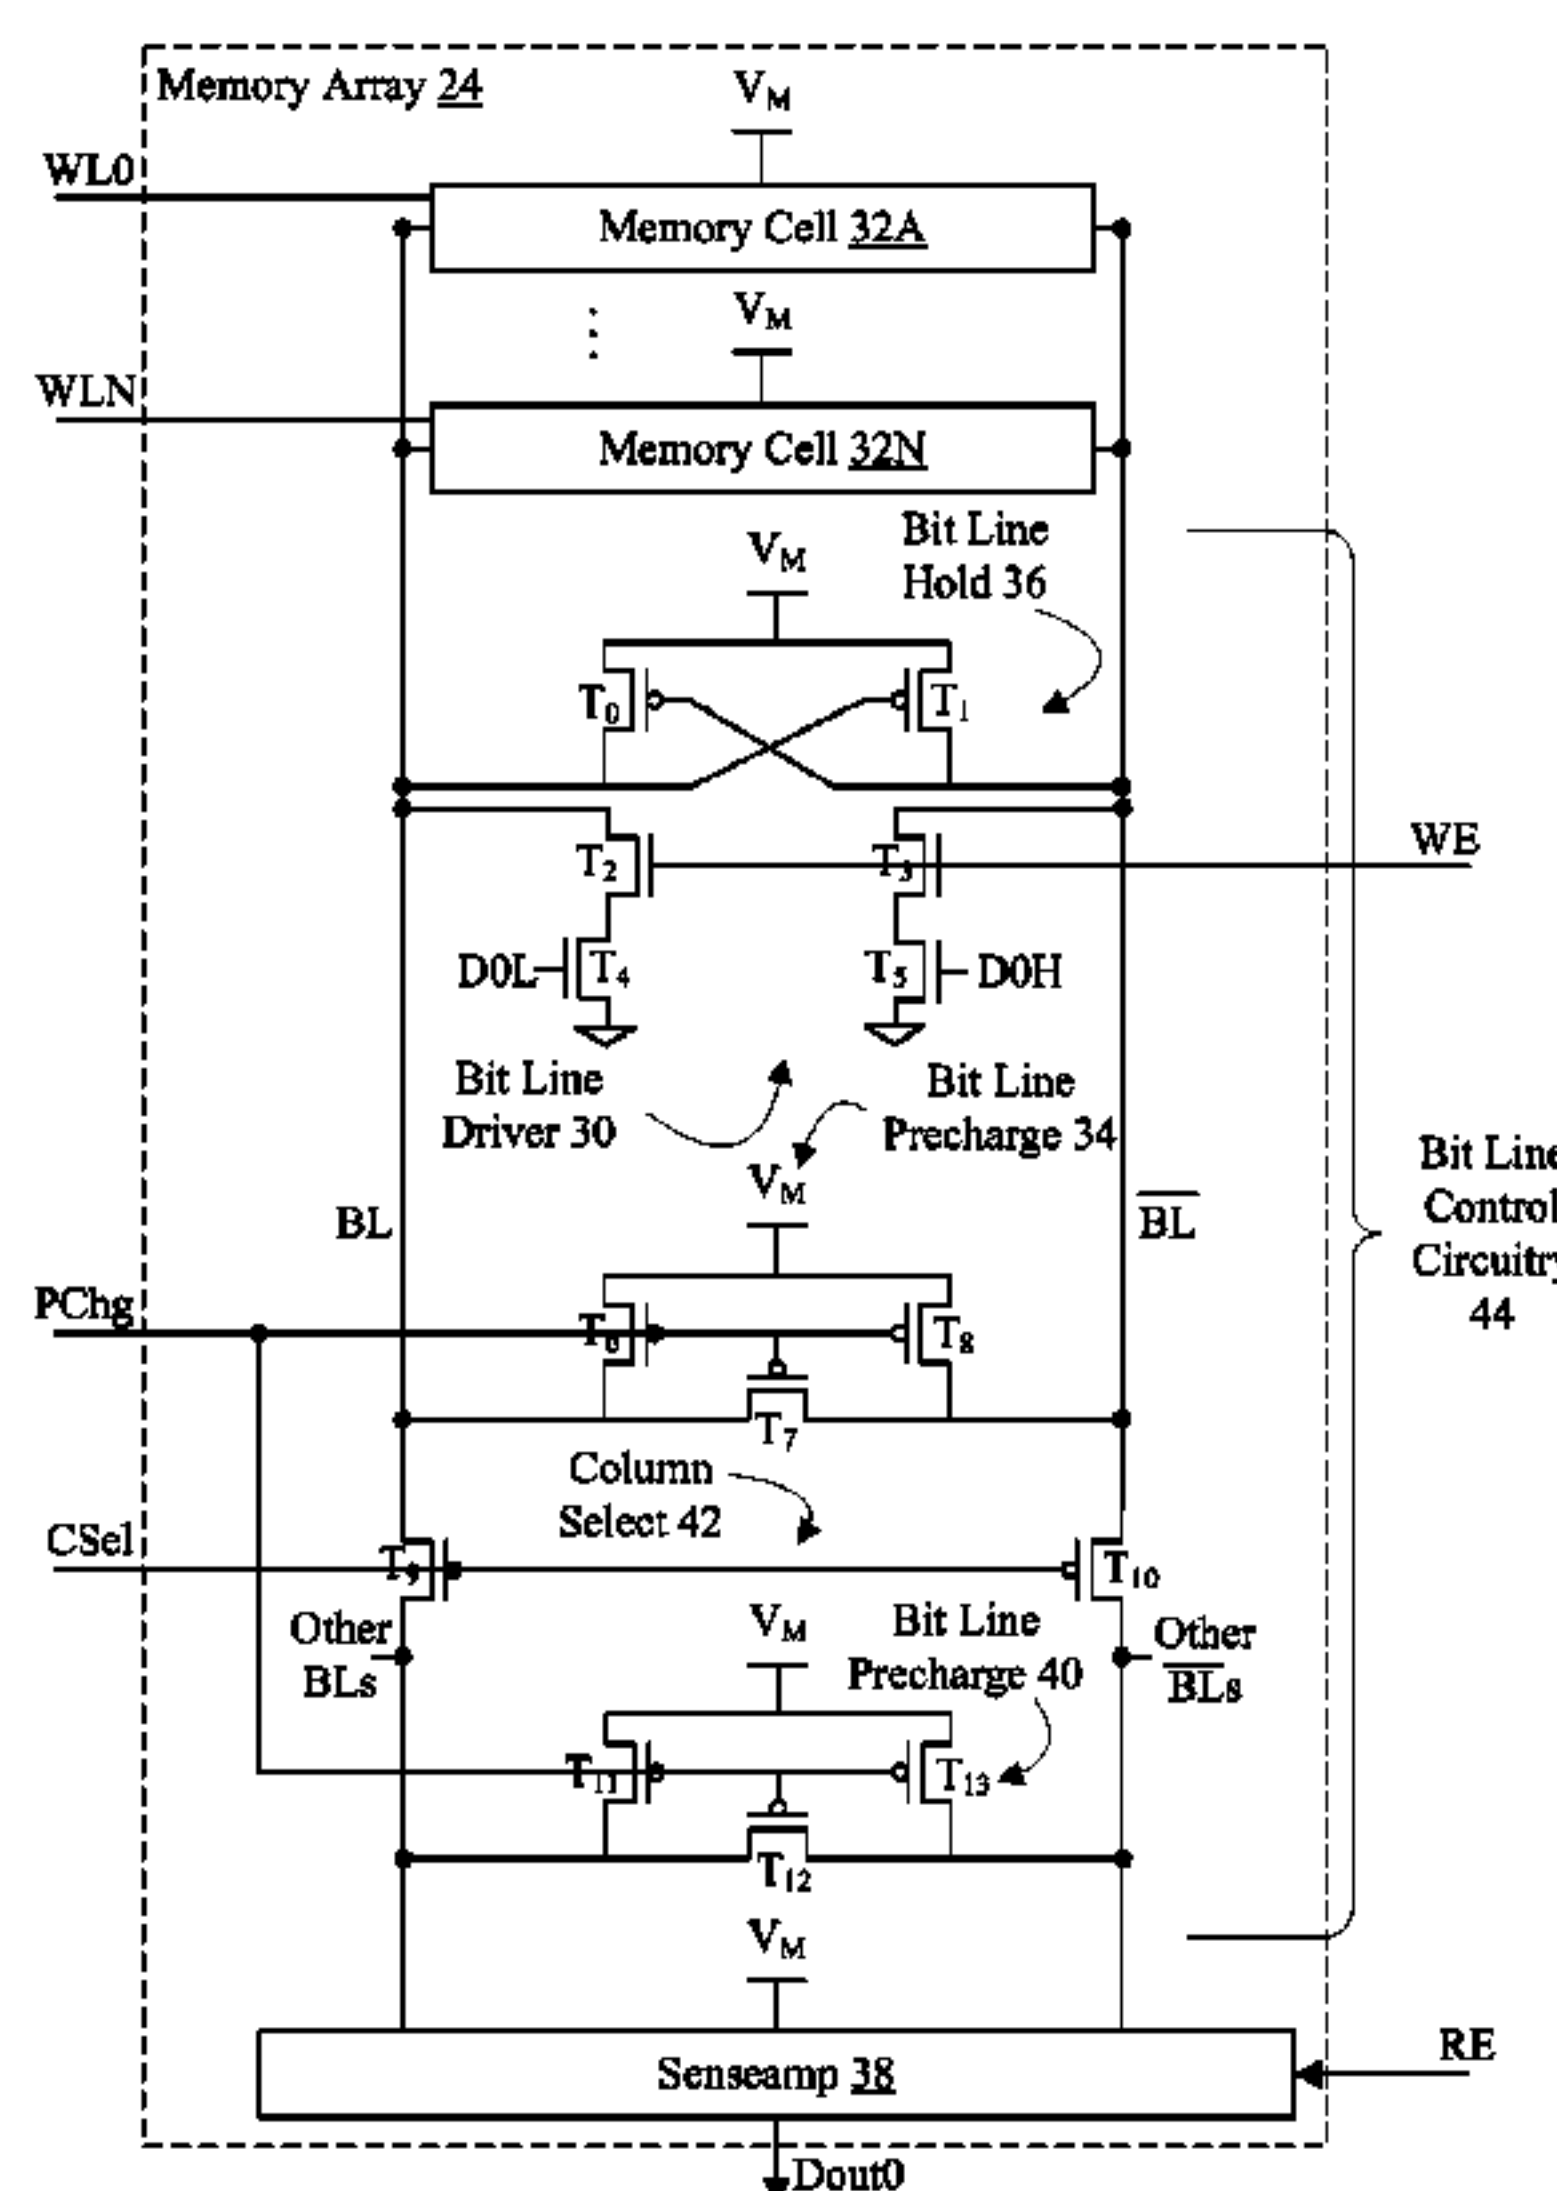 Memory Array 24
VM
WL0
Memory Cell 32A
VM
WLN
Memory Cell 32N
Bit Line
Hold 36
VM
T0
T1
WE
T2
T3
D0L
T4
T5
D0H
Bit Line
Driver 30
Bit Line
Precharge 34
VM
BL
BL
Bit Line
Control
Circuitry
44
PChg
T6
T8
T7
Column
Select 42
CSel
T9
T10
Other
BLs
VM
Bit Line
Precharge 40
Other
BLs
T11
T13
T12
VM
Senseamp 38
RE
Dout0